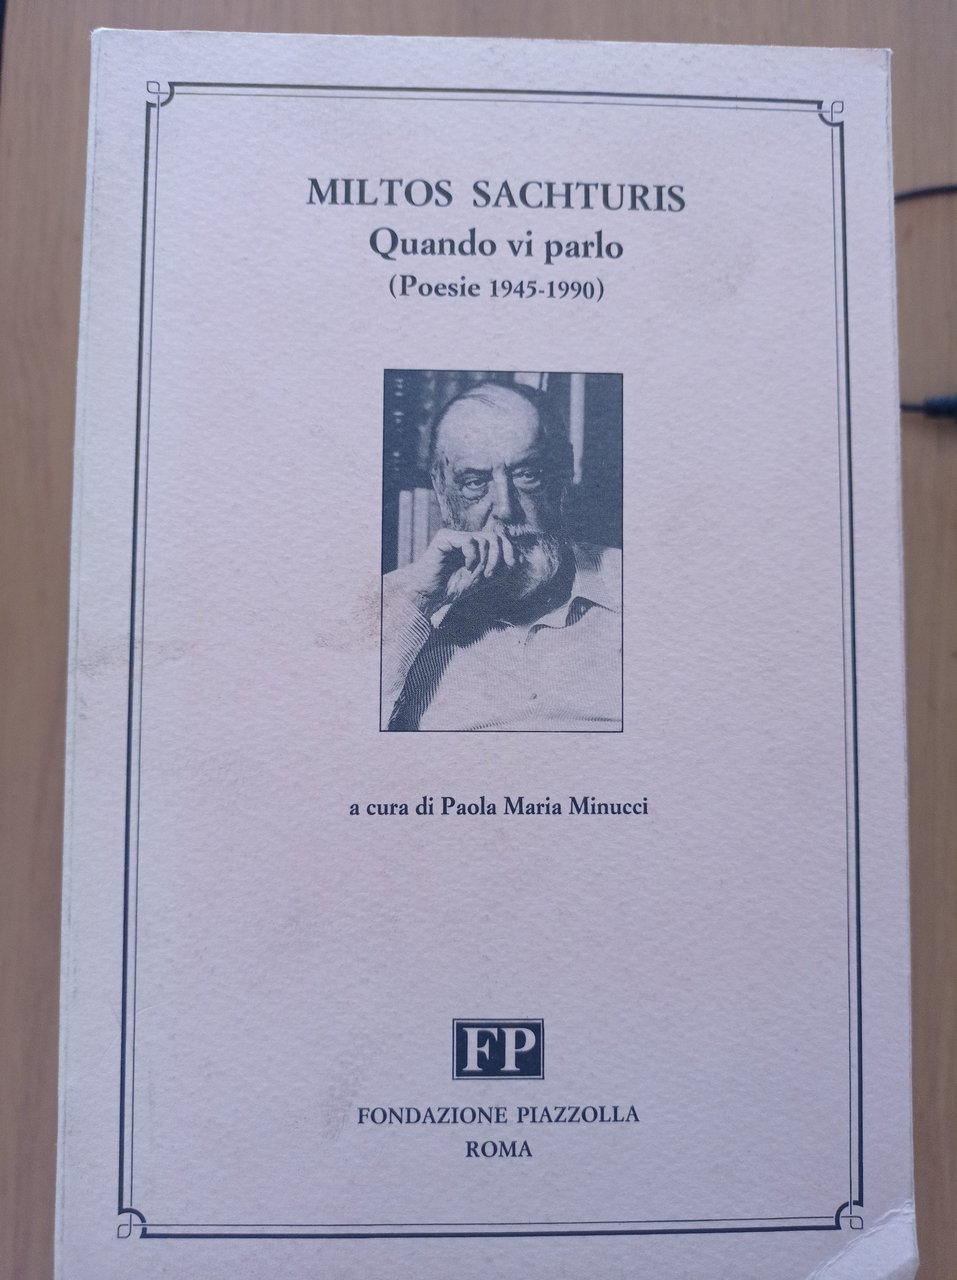 MILTOS SACHTURIS
Quando vi parlo
(Poesie 1945-1990)
a cura di Paola Maria Minucci
FP
FONDAZIONE PIAZZOLLA
ROMA